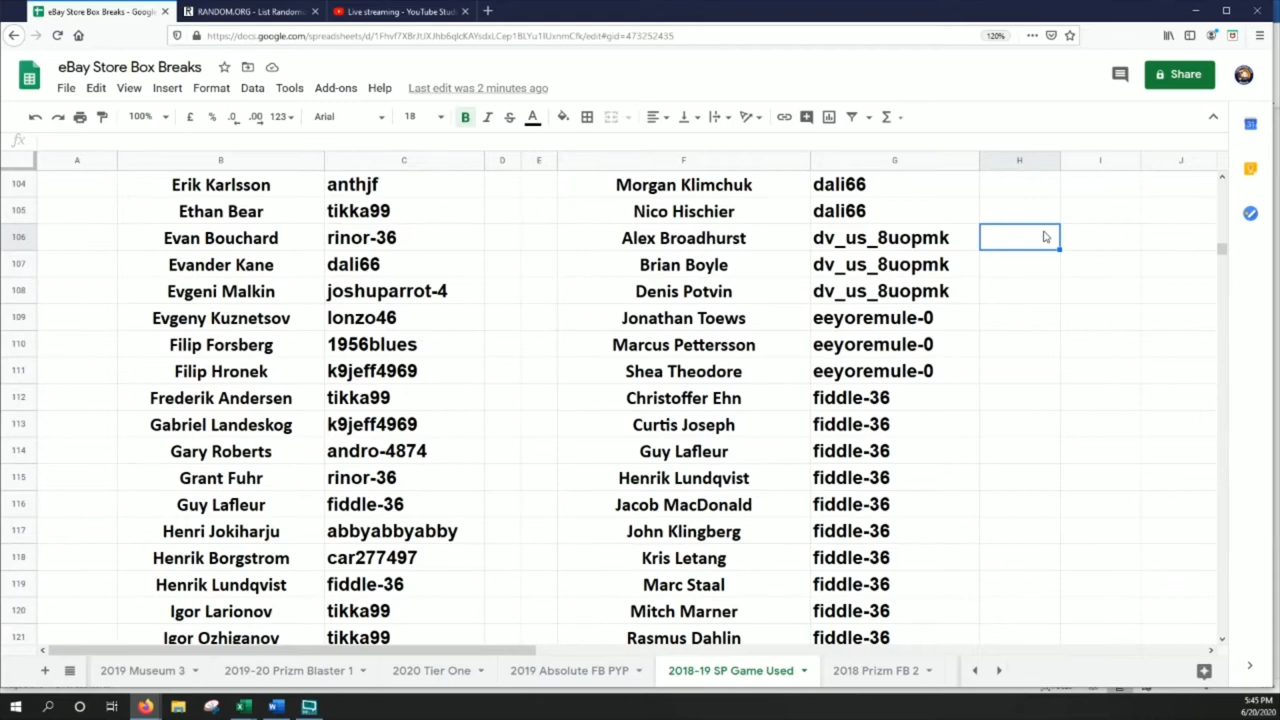 eBay Store Box Breaks - Google
RANDOM.ORG - List Randomi
Live streaming - YouTube Studi
120%
eBay Store Box Breaks
File Edit View Insert Format Data Tools Add-ons Help Last edit was 2 minutes ago
Share
100% £ % .0 .00 123 Arial 18 B I S A
fx
A B C D E F G H I J
104 Erik Karlsson anthjf Morgan Klimchuk dali66
105 Ethan Bear tikka99 Nico Hischier dali66
106 Evan Bouchard rinor-36 Alex Broadhurst dv_us_8uopmk
107 Evander Kane dali66 Brian Boyle dv_us_8uopmk
108 Evgeni Malkin joshuparrot-4 Denis Potvin dv_us_8uopmk
109 Evgeny Kuznetsov lonzo46 Jonathan Toews eeyoremule-0
110 Filip Forsberg 1956blues Marcus Pettersson eeyoremule-0
111 Filip Hronek k9jeff4969 Shea Theodore eeyoremule-0
112 Frederik Andersen tikka99 Christoffer Ehn fiddle-36
113 Gabriel Landeskog k9jeff4969 Curtis Joseph fiddle-36
114 Gary Roberts andro-4874 Guy Lafleur fiddle-36
115 Grant Fuhr rinor-36 Henrik Lundqvist fiddle-36
116 Guy Lafleur fiddle-36 Jacob MacDonald fiddle-36
117 Henri Jokiharju abbyabbyabby John Klingberg fiddle-36
118 Henrik Borgstrom car277497 Kris Letang fiddle-36
119 Henrik Lundqvist fiddle-36 Marc Staal fiddle-36
120 Igor Larionov tikka99 Mitch Marner fiddle-36
121 Igor Ozhiganov tikka99 Rasmus Dahlin fiddle-36
2019 Museum 3 2019-20 Prizm Blaster 1 2020 Tier One 2019 Absolute FB PYP 2018-19 SP Game Used 2018 Prizm FB 2
5:45 PM
6/20/2020